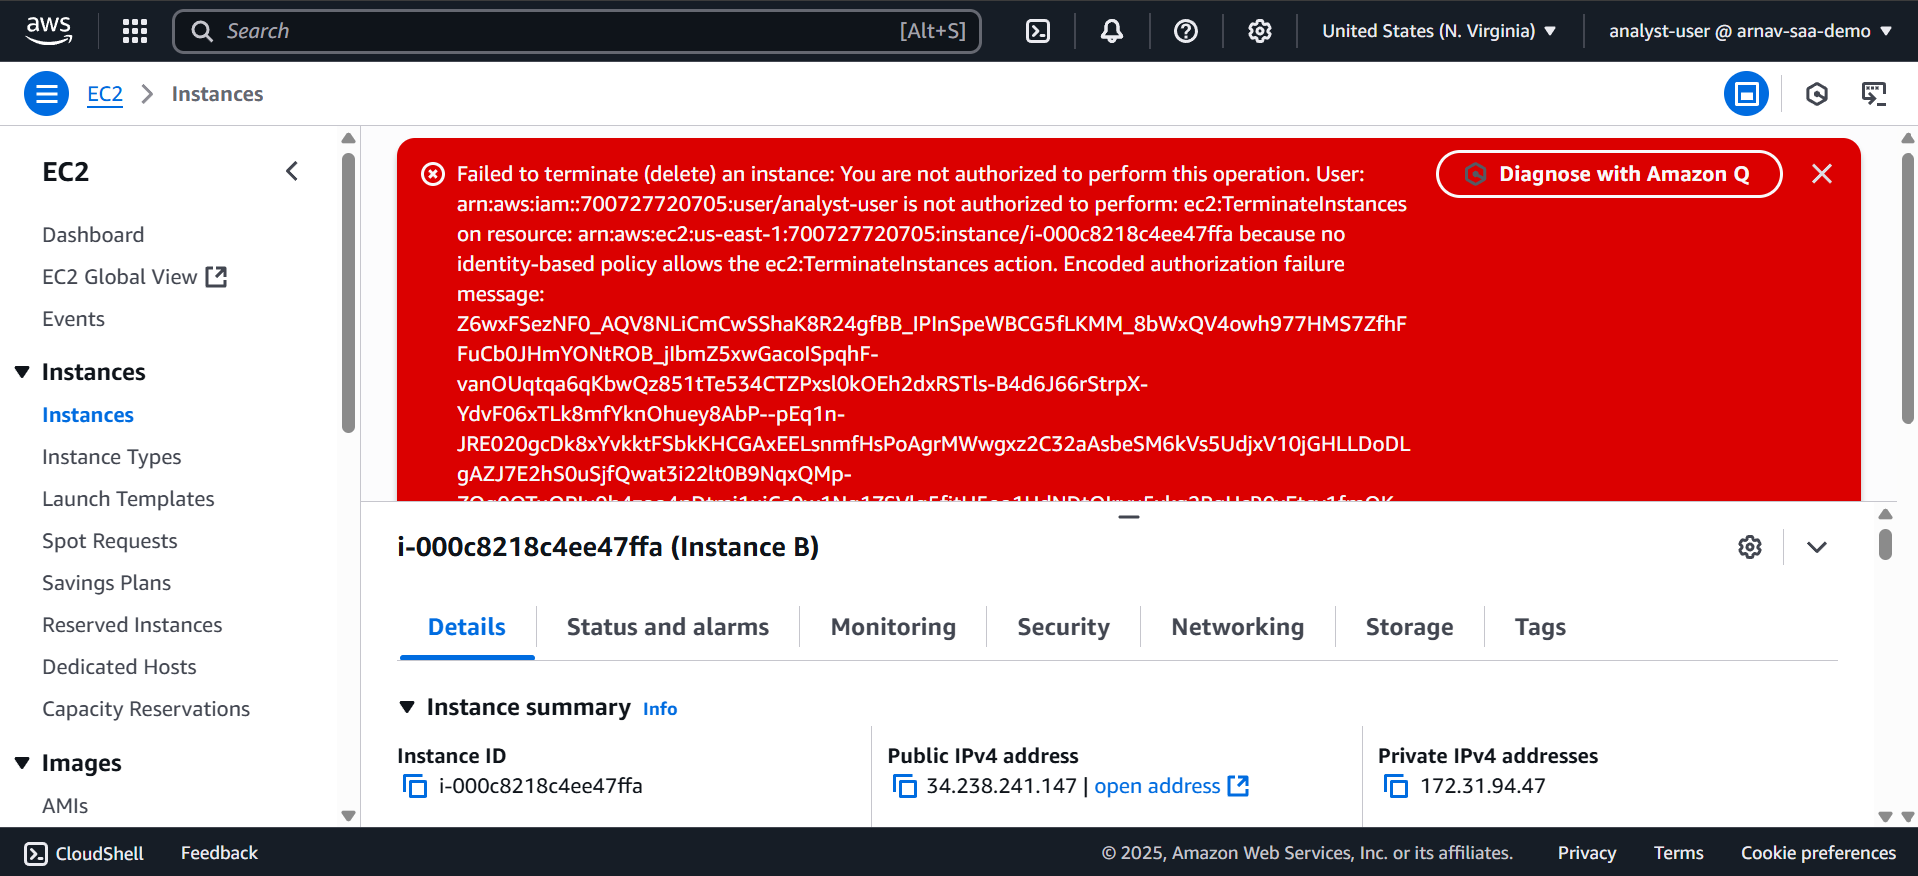 aws
Search [Alt+S]
United States (N. Virginia)
analyst-user @ arnav-saa-demo
EC2 Instances
EC2
Dashboard
EC2 Global View
Events
Instances
Instances
Instance Types
Launch Templates
Spot Requests
Savings Plans
Reserved Instances
Dedicated Hosts
Capacity Reservations
Images
AMIs
Failed to terminate (delete) an instance: You are not authorized to perform this operation. User:
arn:aws:iam::700727720705:user/analyst-user is not authorized to perform: ec2:TerminateInstances
on resource: arn:aws:ec2:us-east-1:700727720705:instance/i-000c8218c4ee47ffa because no
identity-based policy allows the ec2:TerminateInstances action. Encoded authorization failure
message:
Z6wxFSezNF0_AQV8NLiCmCwSShaK8R24gfBB_IPInSpeWBCG5fLKMM_8bWxQV4owh977HMS7ZfhF
FuCb0JHmYONtROB_jIbmZ5xwGacoISpqhF-
vanOUqtqa6qKbwQz851tTe534CTZPxsl0kOEh2dxRSTls-B4d6J66rStrpX-
YdvF06xTLk8mfYknOhuey8AbP--pEq1n-
JRE020gcDk8xYvkktFSbkKHCGAxEELsnmfHsPoAgrMWwgxz2C32aAsbeSM6kVs5UdjxV10jGHLLDoDL
gAZJ7E2hS0uSjfQwat3i22lt0B9NqxQMp-
Diagnose with Amazon Q
i-000c8218c4ee47ffa (Instance B)
Details
Status and alarms
Monitoring
Security
Networking
Storage
Tags
Instance summary Info
Instance ID
i-000c8218c4ee47ffa
Public IPv4 address
34.238.241.147 | open address
Private IPv4 addresses
172.31.94.47
CloudShell
Feedback
© 2025, Amazon Web Services, Inc. or its affiliates.
Privacy
Terms
Cookie preferences